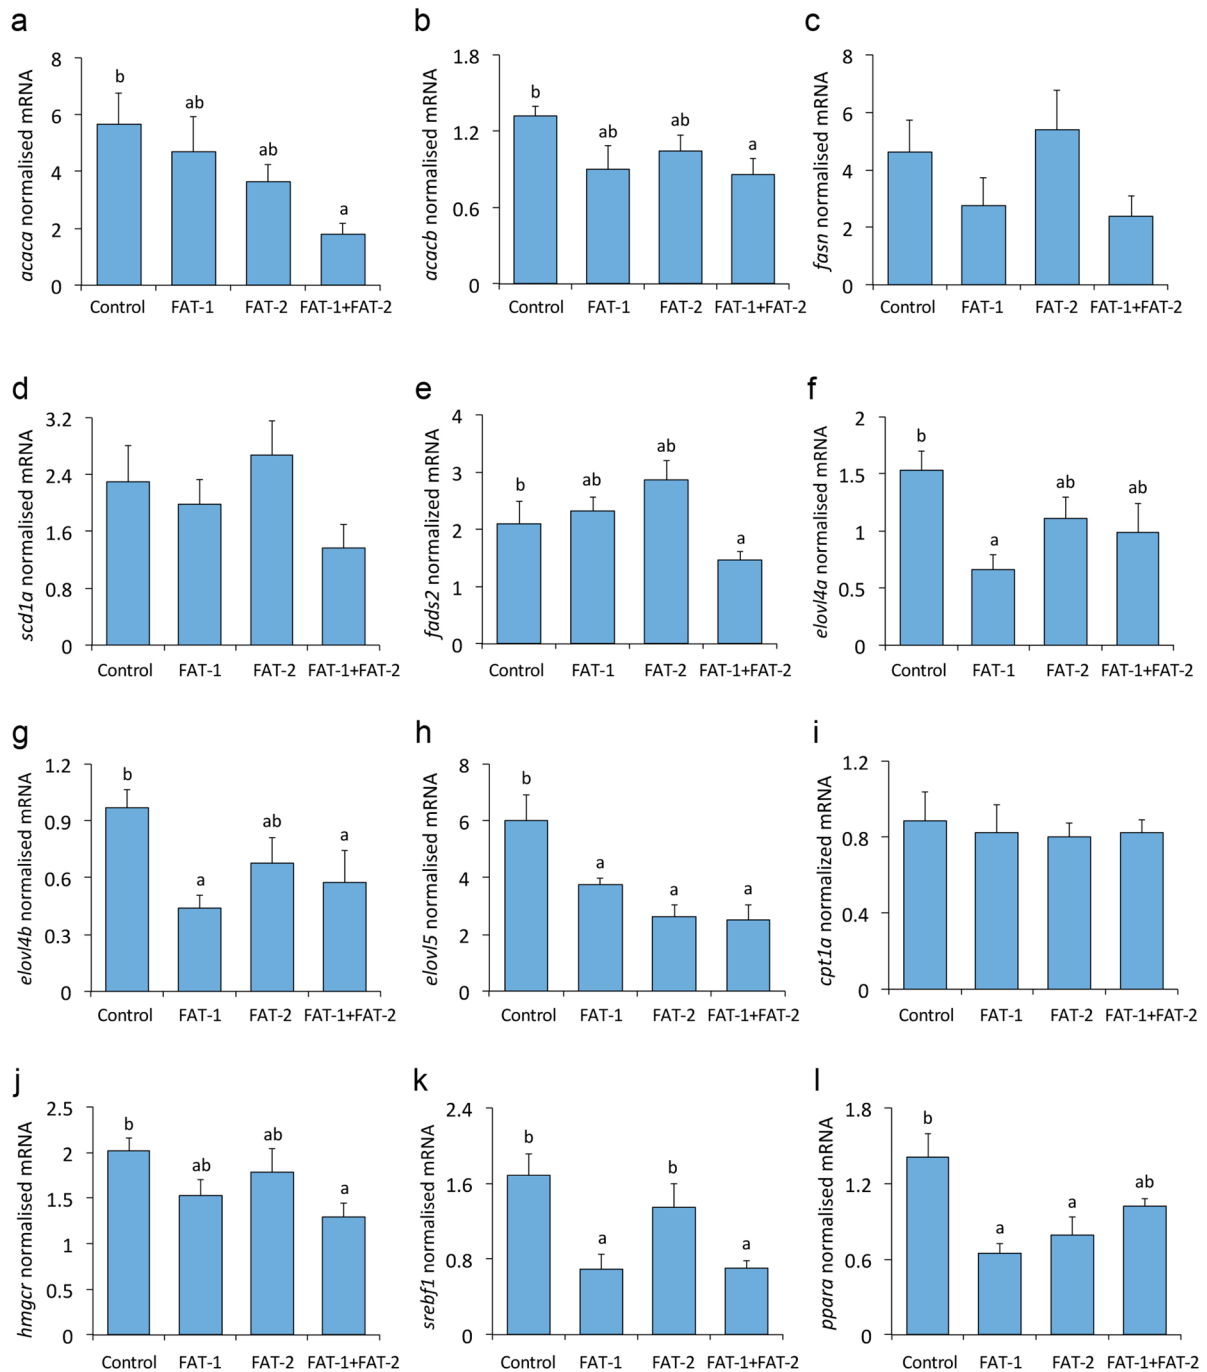 a
acaca normalised mRNA
8
6
4
2
0
b
ab
ab
a
Control FAT-1 FAT-2 FAT-1+FAT-2
b
acacb normalised mRNA
1.8
1.2
0.6
0
b
ab
ab
a
Control FAT-1 FAT-2 FAT-1+FAT-2
c
fasn normalised mRNA
8
6
4
2
0
Control FAT-1 FAT-2 FAT-1+FAT-2
d
scd1a normalised mRNA
3.2
2.4
1.6
0.8
0
Control FAT-1 FAT-2 FAT-1+FAT-2
e
fads2 normalized mRNA
4
3
2
1
0
b
ab
ab
a
Control FAT-1 FAT-2 FAT-1+FAT-2
f
elovl4a normalised mRNA
2
1.5
1
0.5
0
b
a
ab
ab
Control FAT-1 FAT-2 FAT-1+FAT-2
g
elovl4b normalised mRNA
1.2
0.9
0.6
0.3
0
b
a
ab
a
Control FAT-1 FAT-2 FAT-1+FAT-2
h
elovl5 normalised mRNA
8
6
4
2
0
b
a
a
a
Control FAT-1 FAT-2 FAT-1+FAT-2
i
cpt1a normalized mRNA
1.2
0.8
0.4
0
Control FAT-1 FAT-2 FAT-1+FAT-2
j
hmgcr normalised mRNA
2.5
2
1.5
1
0.5
0
b
ab
ab
a
Control FAT-1 FAT-2 FAT-1+FAT-2
k
srebf1 normalised mRNA
2.4
1.6
0.8
0
b
a
b
a
Control FAT-1 FAT-2 FAT-1+FAT-2
l
ppara normalised mRNA
1.8
1.2
0.6
0
b
a
a
ab
Control FAT-1 FAT-2 FAT-1+FAT-2